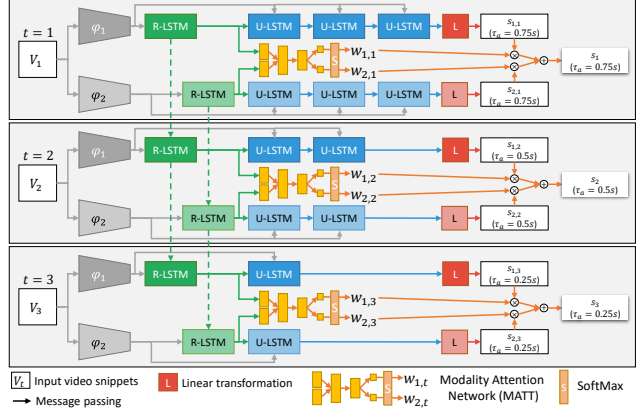 t = 1
V1
φ1
R-LSTM
U-LSTM
U-LSTM
U-LSTM
L
s1,1
(τa = 0.75s)
S
w1,1
w2,1
s1
(τa = 0.75s)
φ2
R-LSTM
U-LSTM
U-LSTM
U-LSTM
L
s2,1
(τa = 0.75s)
t = 2
V2
φ1
R-LSTM
U-LSTM
U-LSTM
L
s1,2
(τa = 0.5s)
S
w1,2
w2,2
s2
(τa = 0.5s)
φ2
R-LSTM
U-LSTM
U-LSTM
L
s2,2
(τa = 0.5s)
t = 3
V3
φ1
R-LSTM
U-LSTM
L
s1,3
(τa = 0.25s)
S
w1,3
w2,3
s3
(τa = 0.25s)
φ2
R-LSTM
U-LSTM
L
s2,3
(τa = 0.25s)
Vt Input video snippets
Message passing
L Linear transformation
S
w1,t
w2,t
Modality Attention
Network (MATT)
S SoftMax